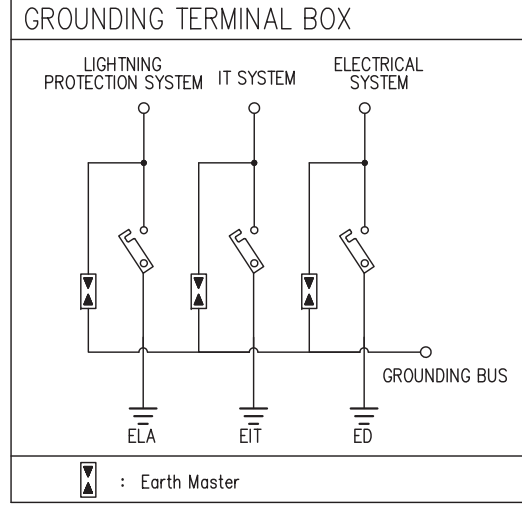 GROUNDING TERMINAL BOX
LIGHTNING
PROTECTION SYSTEM
IT SYSTEM
ELECTRICAL
SYSTEM
GROUNDING BUS
ELA
EIT
ED
: Earth Master